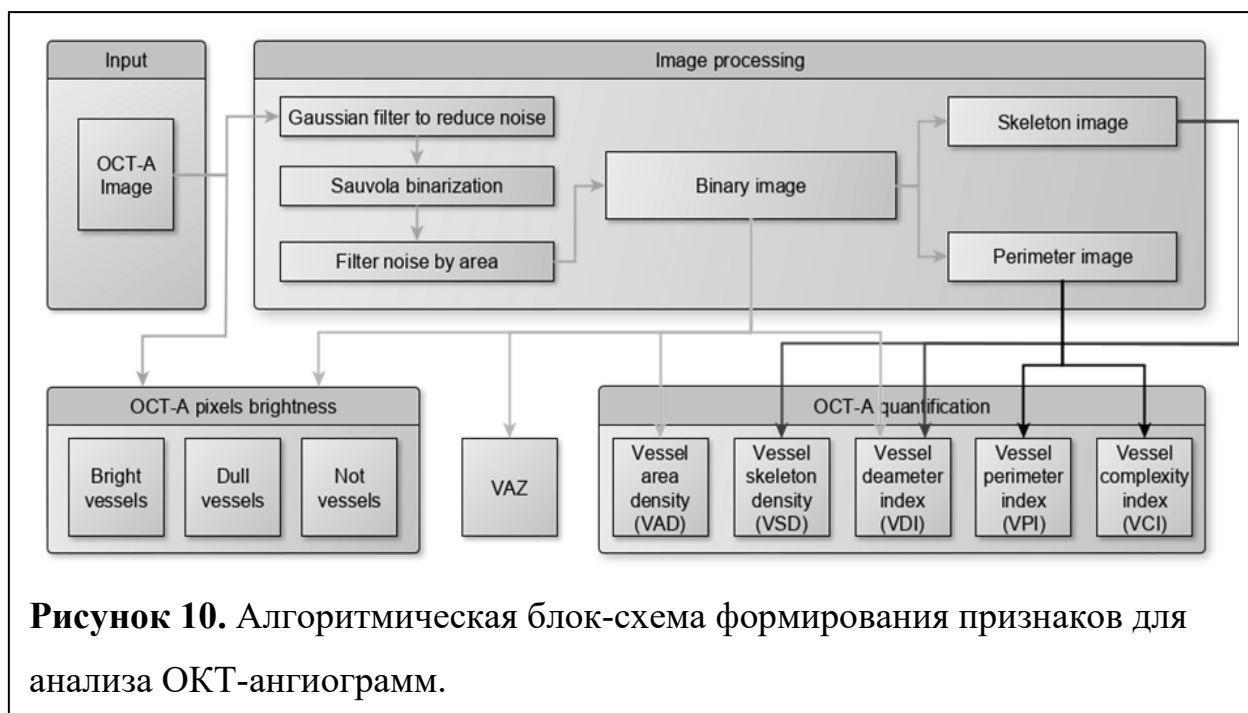 Input
OCT-A
Image
Image processing
Gaussian filter to reduce noise
Sauvola binarization
Filter noise by area
Binary image
Skeleton image
Perimeter image
OCT-A pixels brightness
Bright
vessels
Dull
vessels
Not
vessels
VAZ
OCT-A quantification
Vessel
area
density
(VAD)
Vessel
skeleton
density
(VSD)
Vessel
deameter
index
(VDI)
Vessel
perimeter
index
(VPI)
Vessel
complexity
index
(VCI)
Рисунок 10. Алгоритмическая блок-схема формирования признаков для
анализа ОКТ-ангиограмм.